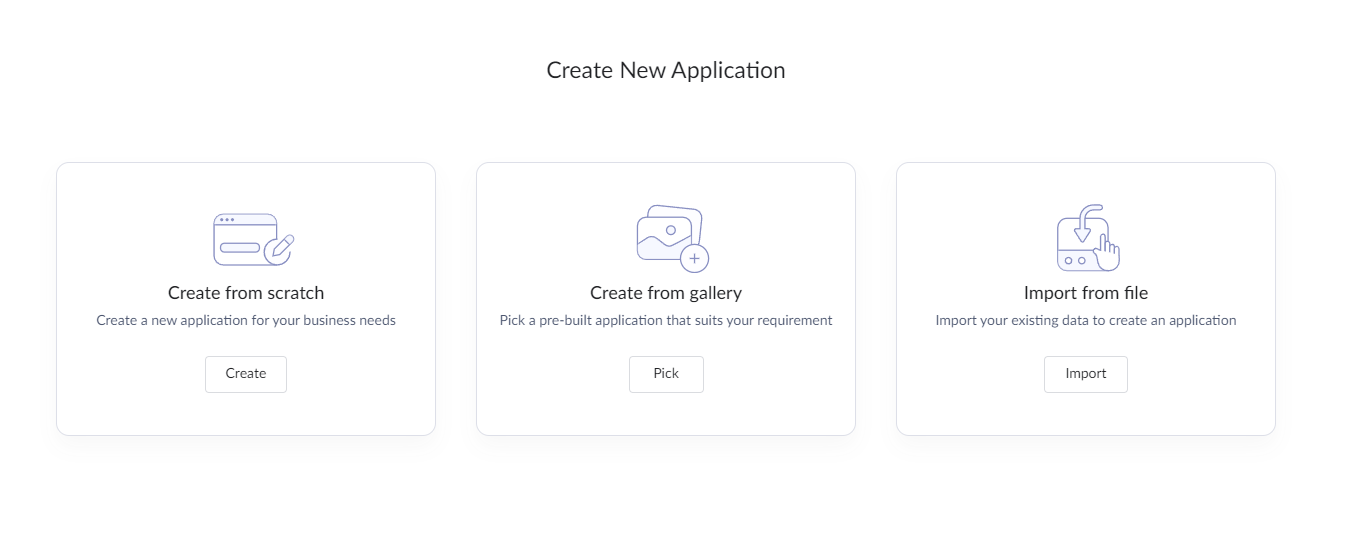 Create New Application
Create from scratch
Create a new application for your business needs
Create
Create from gallery
Pick a pre-built application that suits your requirement
Pick
Import from file
Import your existing data to create an application
Import